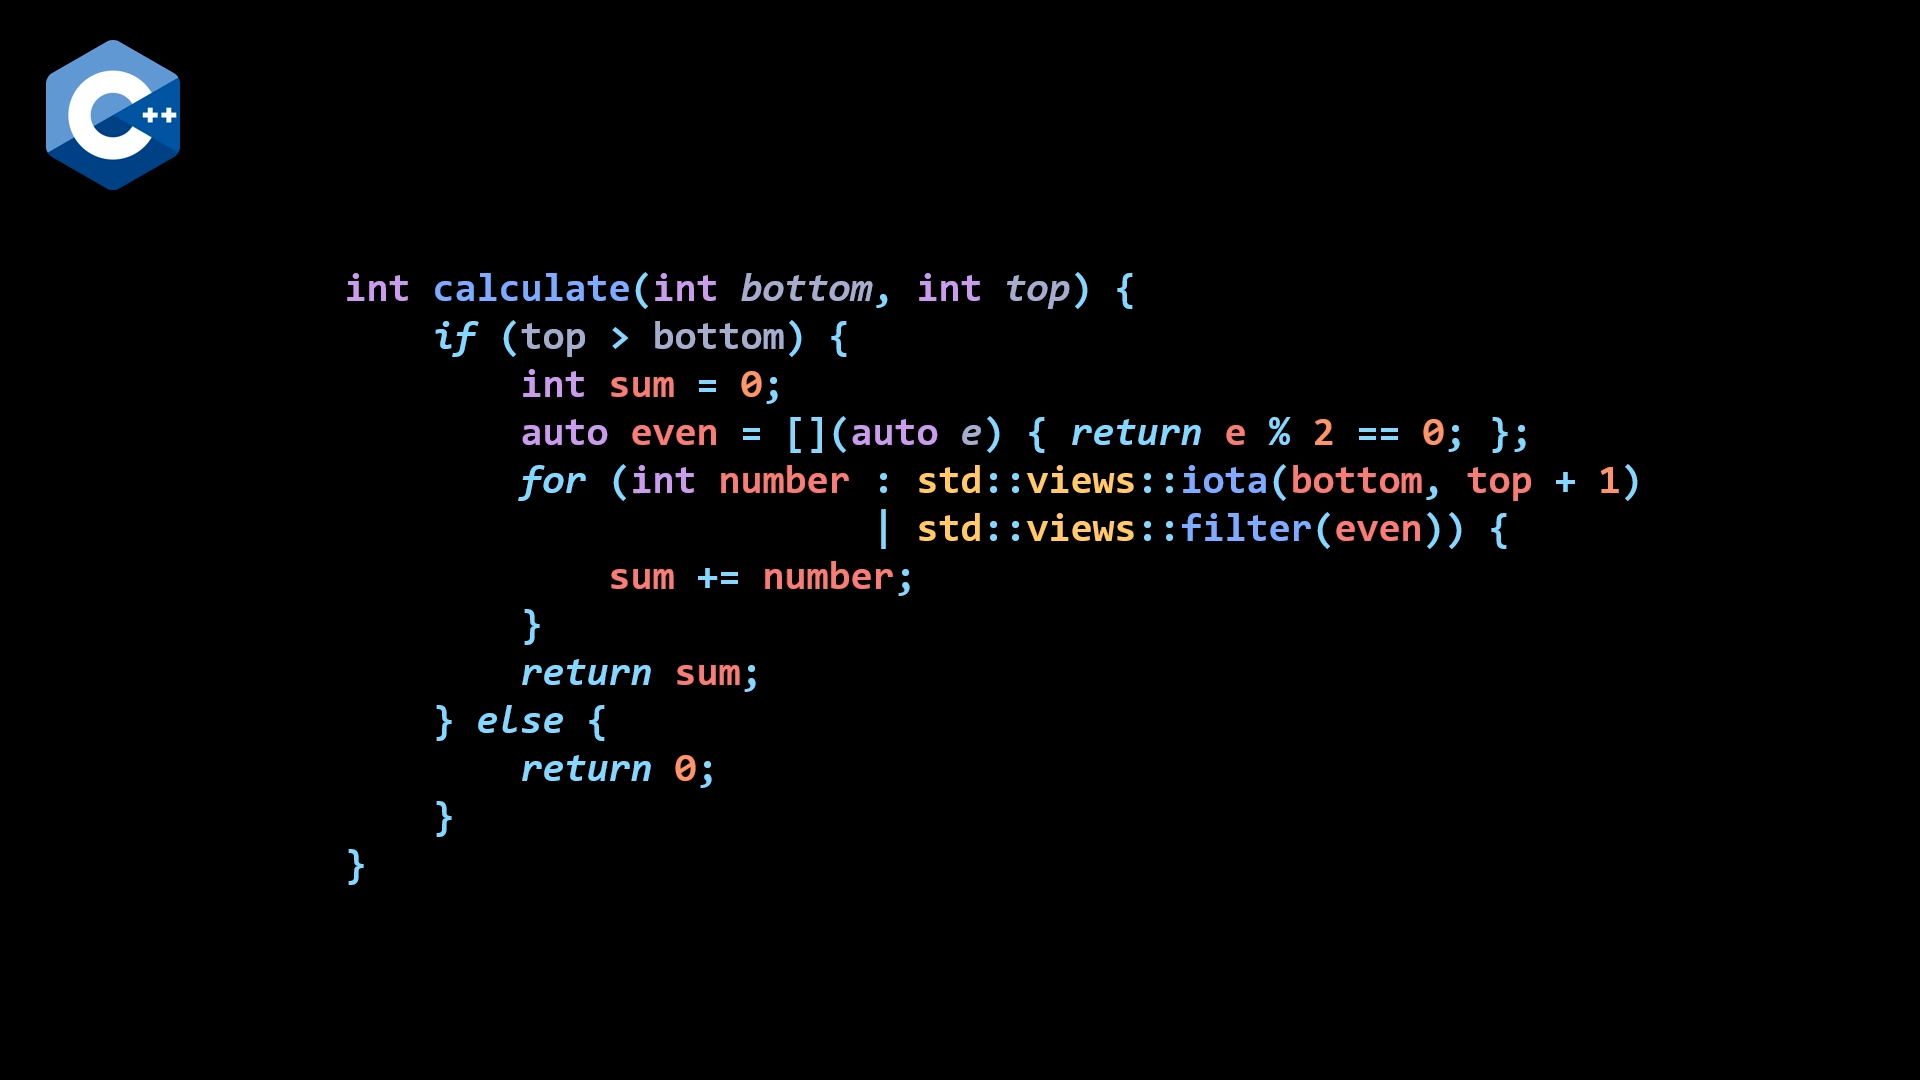 C++
int calculate(int bottom, int top) {
    if (top > bottom) {
        int sum = 0;
        auto even = [](auto e) { return e % 2 == 0; };
        for (int number : std::views::iota(bottom, top + 1)
                        | std::views::filter(even)) {
            sum += number;
        }
        return sum;
    } else {
        return 0;
    }
}